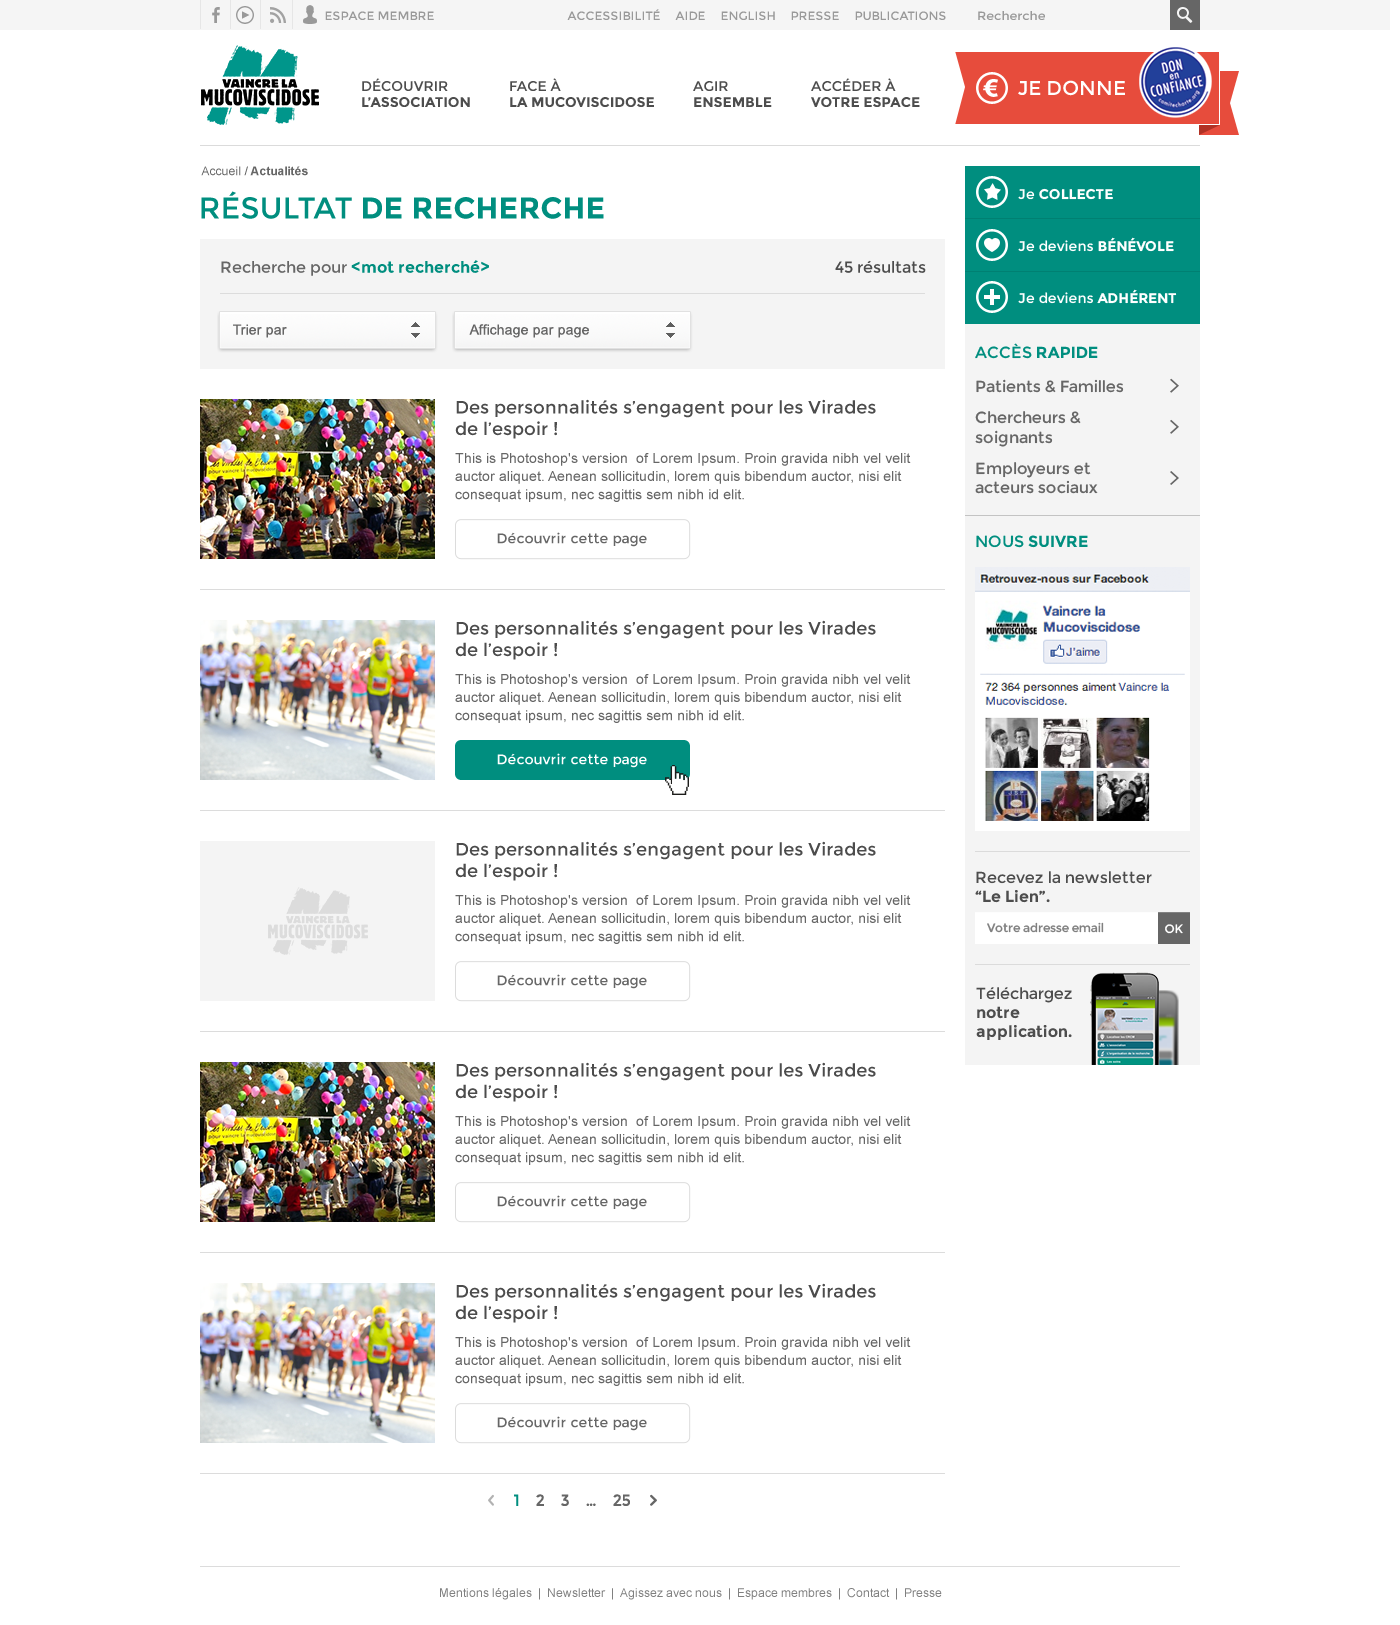 ESPACE MEMBRE
ACCESSIBILITÉ AIDE ENGLISH PRESSE PUBLICATIONS Recherche
VAINCRE LA
MUCOVISCIDOSE
DÉCOUVRIR
L'ASSOCIATION
FACE À
LA MUCOVISCIDOSE
AGIR
ENSEMBLE
ACCÉDER À
VOTRE ESPACE
€ JE DONNE
DON
en
CONFIANCE
comitecharte.org
Accueil / Actualités
RÉSULTAT DE RECHERCHE
Recherche pour <mot recherché>
45 résultats
Trier par
Affichage par page
Des personnalités s'engagent pour les Virades
de l'espoir !
This is Photoshop's version  of Lorem Ipsum. Proin gravida nibh vel velit
auctor aliquet. Aenean sollicitudin, lorem quis bibendum auctor, nisi elit
consequat ipsum, nec sagittis sem nibh id elit.
Découvrir cette page
Des personnalités s'engagent pour les Virades
de l'espoir !
This is Photoshop's version  of Lorem Ipsum. Proin gravida nibh vel velit
auctor aliquet. Aenean sollicitudin, lorem quis bibendum auctor, nisi elit
consequat ipsum, nec sagittis sem nibh id elit.
Découvrir cette page
VAINCRE LA
MUCOVISCIDOSE
Des personnalités s'engagent pour les Virades
de l'espoir !
This is Photoshop's version  of Lorem Ipsum. Proin gravida nibh vel velit
auctor aliquet. Aenean sollicitudin, lorem quis bibendum auctor, nisi elit
consequat ipsum, nec sagittis sem nibh id elit.
Découvrir cette page
Des personnalités s'engagent pour les Virades
de l'espoir !
This is Photoshop's version  of Lorem Ipsum. Proin gravida nibh vel velit
auctor aliquet. Aenean sollicitudin, lorem quis bibendum auctor, nisi elit
consequat ipsum, nec sagittis sem nibh id elit.
Découvrir cette page
Des personnalités s'engagent pour les Virades
de l'espoir !
This is Photoshop's version  of Lorem Ipsum. Proin gravida nibh vel velit
auctor aliquet. Aenean sollicitudin, lorem quis bibendum auctor, nisi elit
consequat ipsum, nec sagittis sem nibh id elit.
Découvrir cette page
1 2 3 ... 25
Je COLLECTE
Je deviens BÉNÉVOLE
Je deviens ADHÉRENT
ACCÈS RAPIDE
Patients & Familles
Chercheurs &
soignants
Employeurs et
acteurs sociaux
NOUS SUIVRE
Retrouvez-nous sur Facebook
VAINCRE LA
MUCOVISCIDOSE
Vaincre la
Mucoviscidose
J'aime
72 364 personnes aiment Vaincre la
Mucoviscidose.
Recevez la newsletter
“Le Lien”.
Votre adresse email
OK
Téléchargez
notre
application.
Mentions légales | Newsletter | Agissez avec nous | Espace membres | Contact | Presse